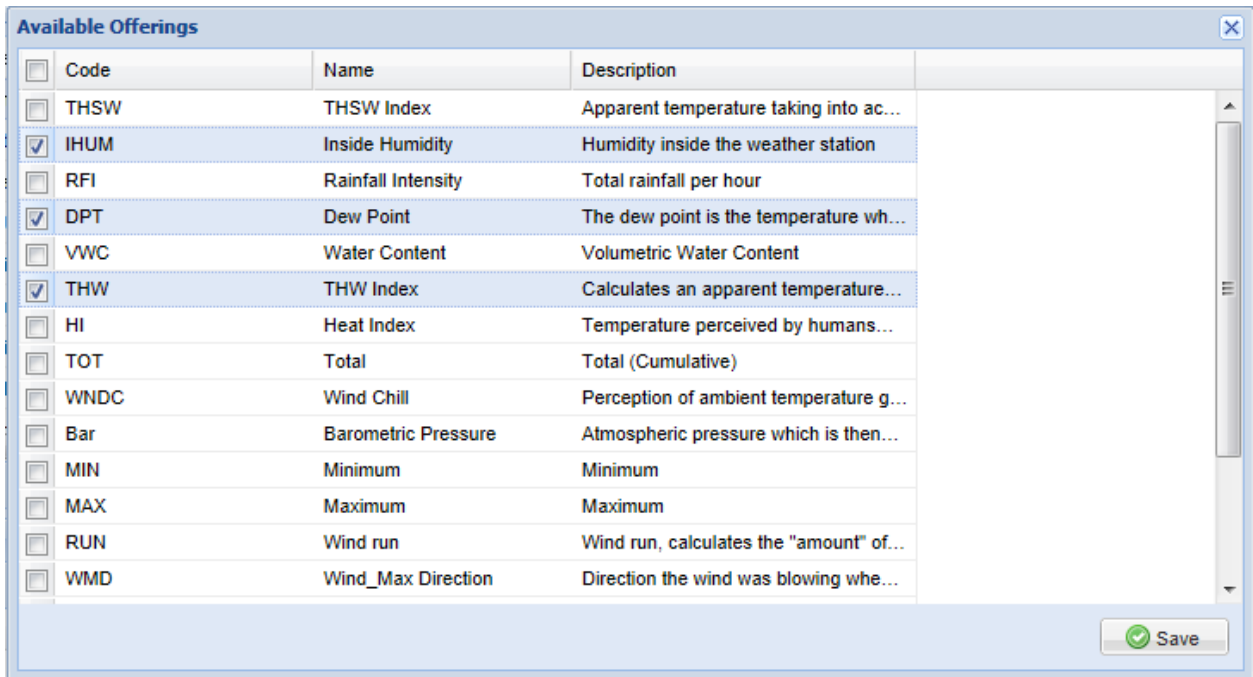 Available Offerings
Code Name Description
THSW THSW Index Apparent temperature taking into ac...
IHUM Inside Humidity Humidity inside the weather station
RFI Rainfall Intensity Total rainfall per hour
DPT Dew Point The dew point is the temperature wh...
VWC Water Content Volumetric Water Content
THW THW Index Calculates an apparent temperature...
HI Heat Index Temperature perceived by humans...
TOT Total Total (Cumulative)
WNDC Wind Chill Perception of ambient temperature g...
Bar Barometric Pressure Atmospheric pressure which is then...
MIN Minimum Minimum
MAX Maximum Maximum
RUN Wind run Wind run, calculates the "amount" of...
WMD Wind_Max Direction Direction the wind was blowing whe...
Save